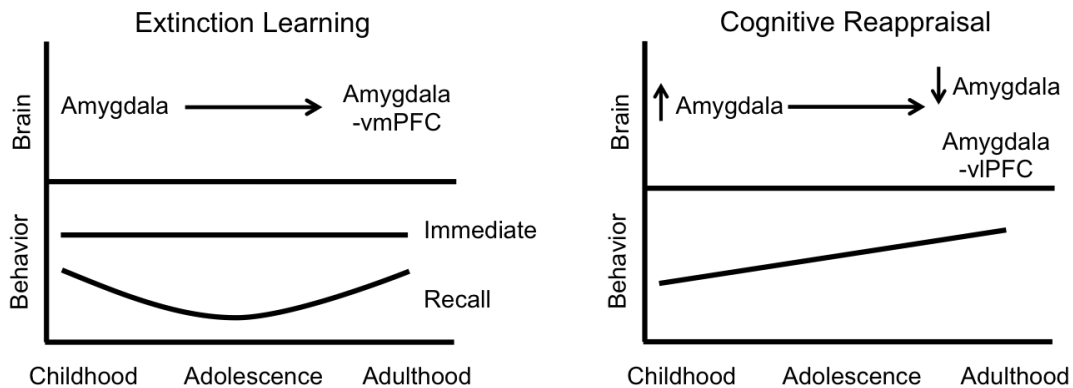 Extinction Learning
Brain
Amygdala
Amygdala
-vmPFC
Behavior
Immediate
Recall
Childhood
Adolescence
Adulthood
Cognitive Reappraisal
Brain
Amygdala
Amygdala
Amygdala
-vlPFC
Behavior
Childhood
Adolescence
Adulthood